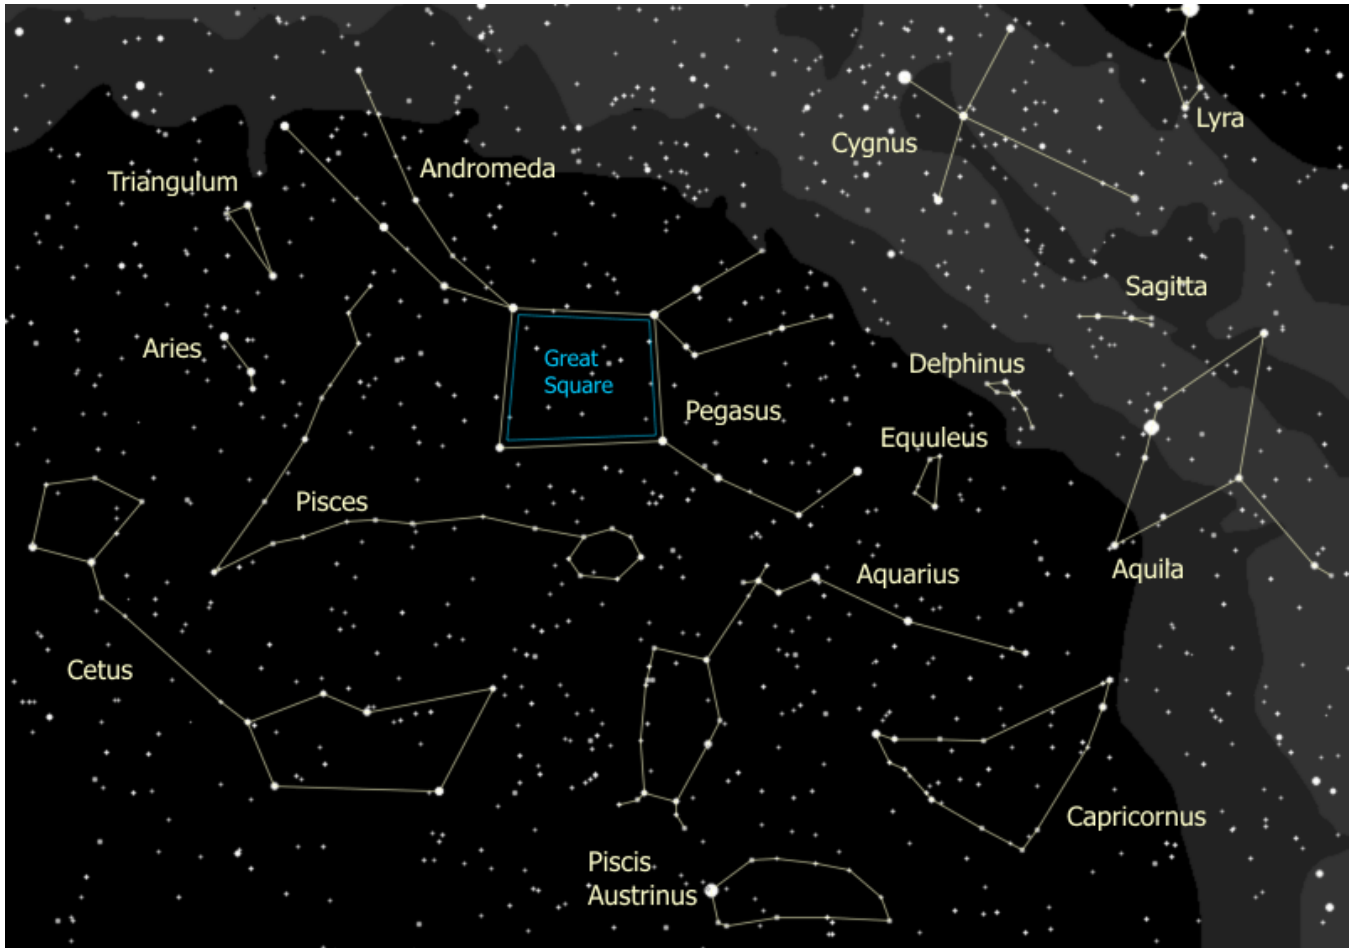 Lyra
Cygnus
Andromeda
Triangulum
Sagitta
Aries
Great
Square
Delphinus
Pegasus
Equuleus
Pisces
Aquarius
Aquila
Cetus
Capricornus
Piscis
Austrinus